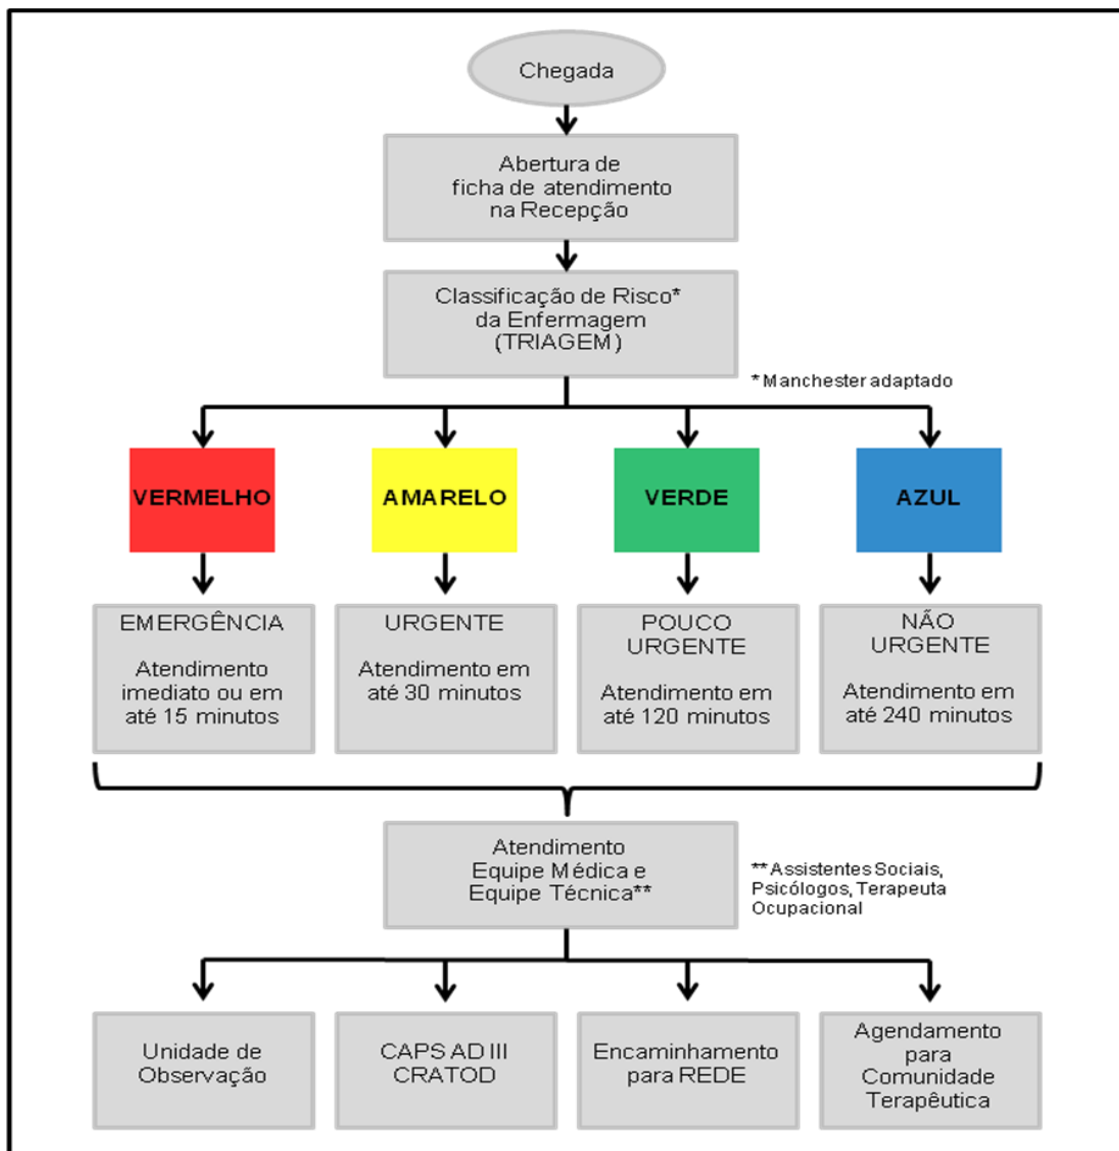 Chegada
Abertura de
ficha de atendimento
na Recepção
Classificação de Risco*
da Enfermagem
(TRIAGEM)
* Manchester adaptado
VERMELHO
AMARELO
VERDE
AZUL
EMERGÊNCIA
Atendimento
imediato ou em
até 15 minutos
URGENTE
Atendimento em
até 30 minutos
POUCO
URGENTE
Atendimento em
até 120 minutos
NÃO
URGENTE
Atendimento em
até 240 minutos
Atendimento
Equipe Médica e
Equipe Técnica**
** Assistentes Sociais,
Psicólogos, Terapeuta
Ocupacional
Unidade de
Observação
CAPS AD III
CRATOD
Encaminhamento
para REDE
Agendamento
para
Comunidade
Terapêutica